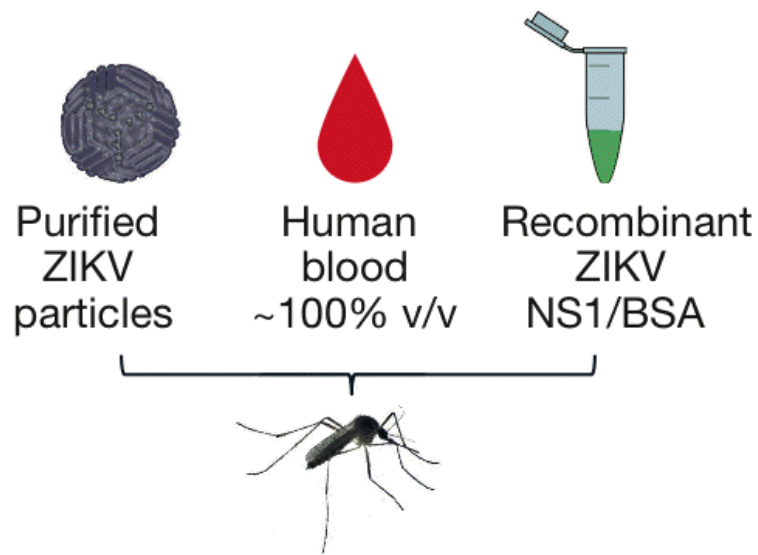 Purified
ZIKV
particles
Human
blood
~100% v/v
Recombinant
ZIKV
NS1/BSA